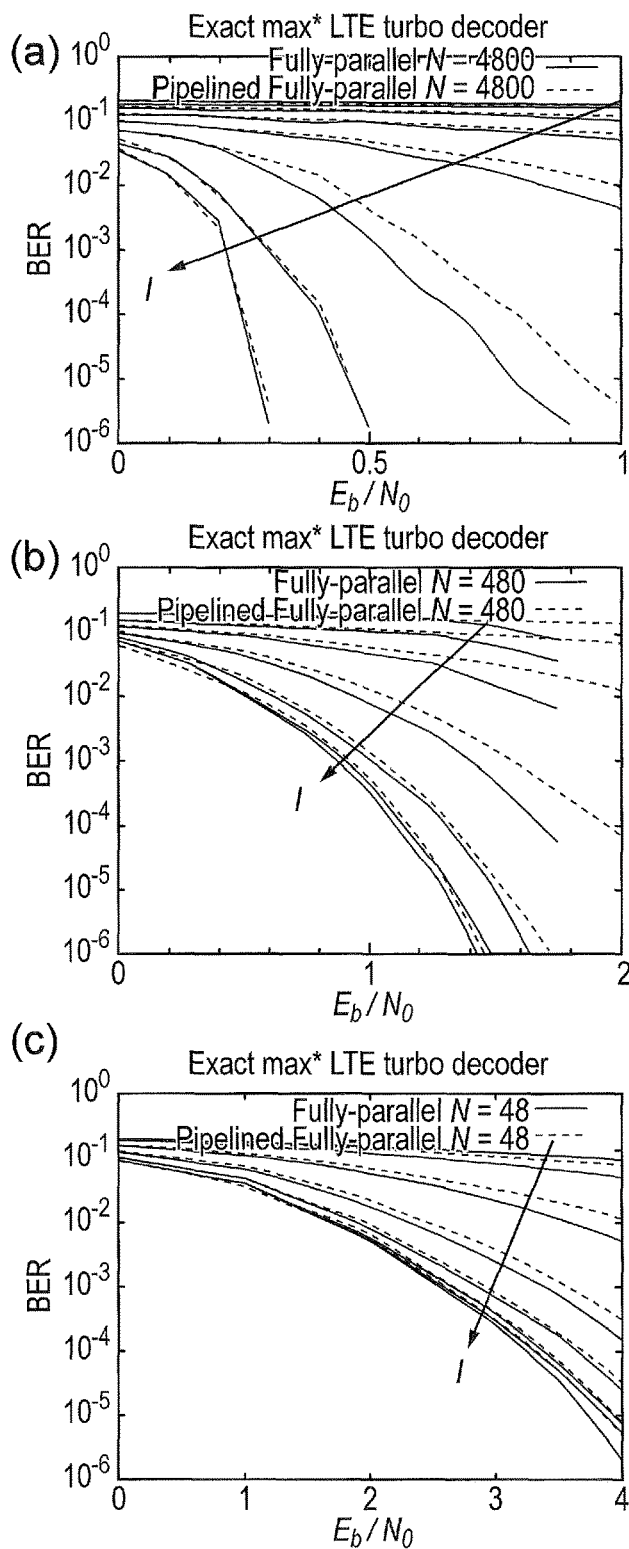 (a)
Exact max* LTE turbo decoder
Fully-parallel N = 4800
Pipelined Fully-parallel N = 4800
10^0
10^-1
10^-2
10^-3
10^-4
10^-5
10^-6
BER
I
0 0.5 1
E_b / N_0
(b)
Exact max* LTE turbo decoder
Fully-parallel N = 480
Pipelined Fully-parallel N = 480
10^0
10^-1
10^-2
10^-3
10^-4
10^-5
10^-6
BER
I
0 1 2
E_b / N_0
(c)
Exact max* LTE turbo decoder
Fully-parallel N = 48
Pipelined Fully-parallel N = 48
10^0
10^-1
10^-2
10^-3
10^-4
10^-5
10^-6
BER
I
0 1 2 3 4
E_b / N_0